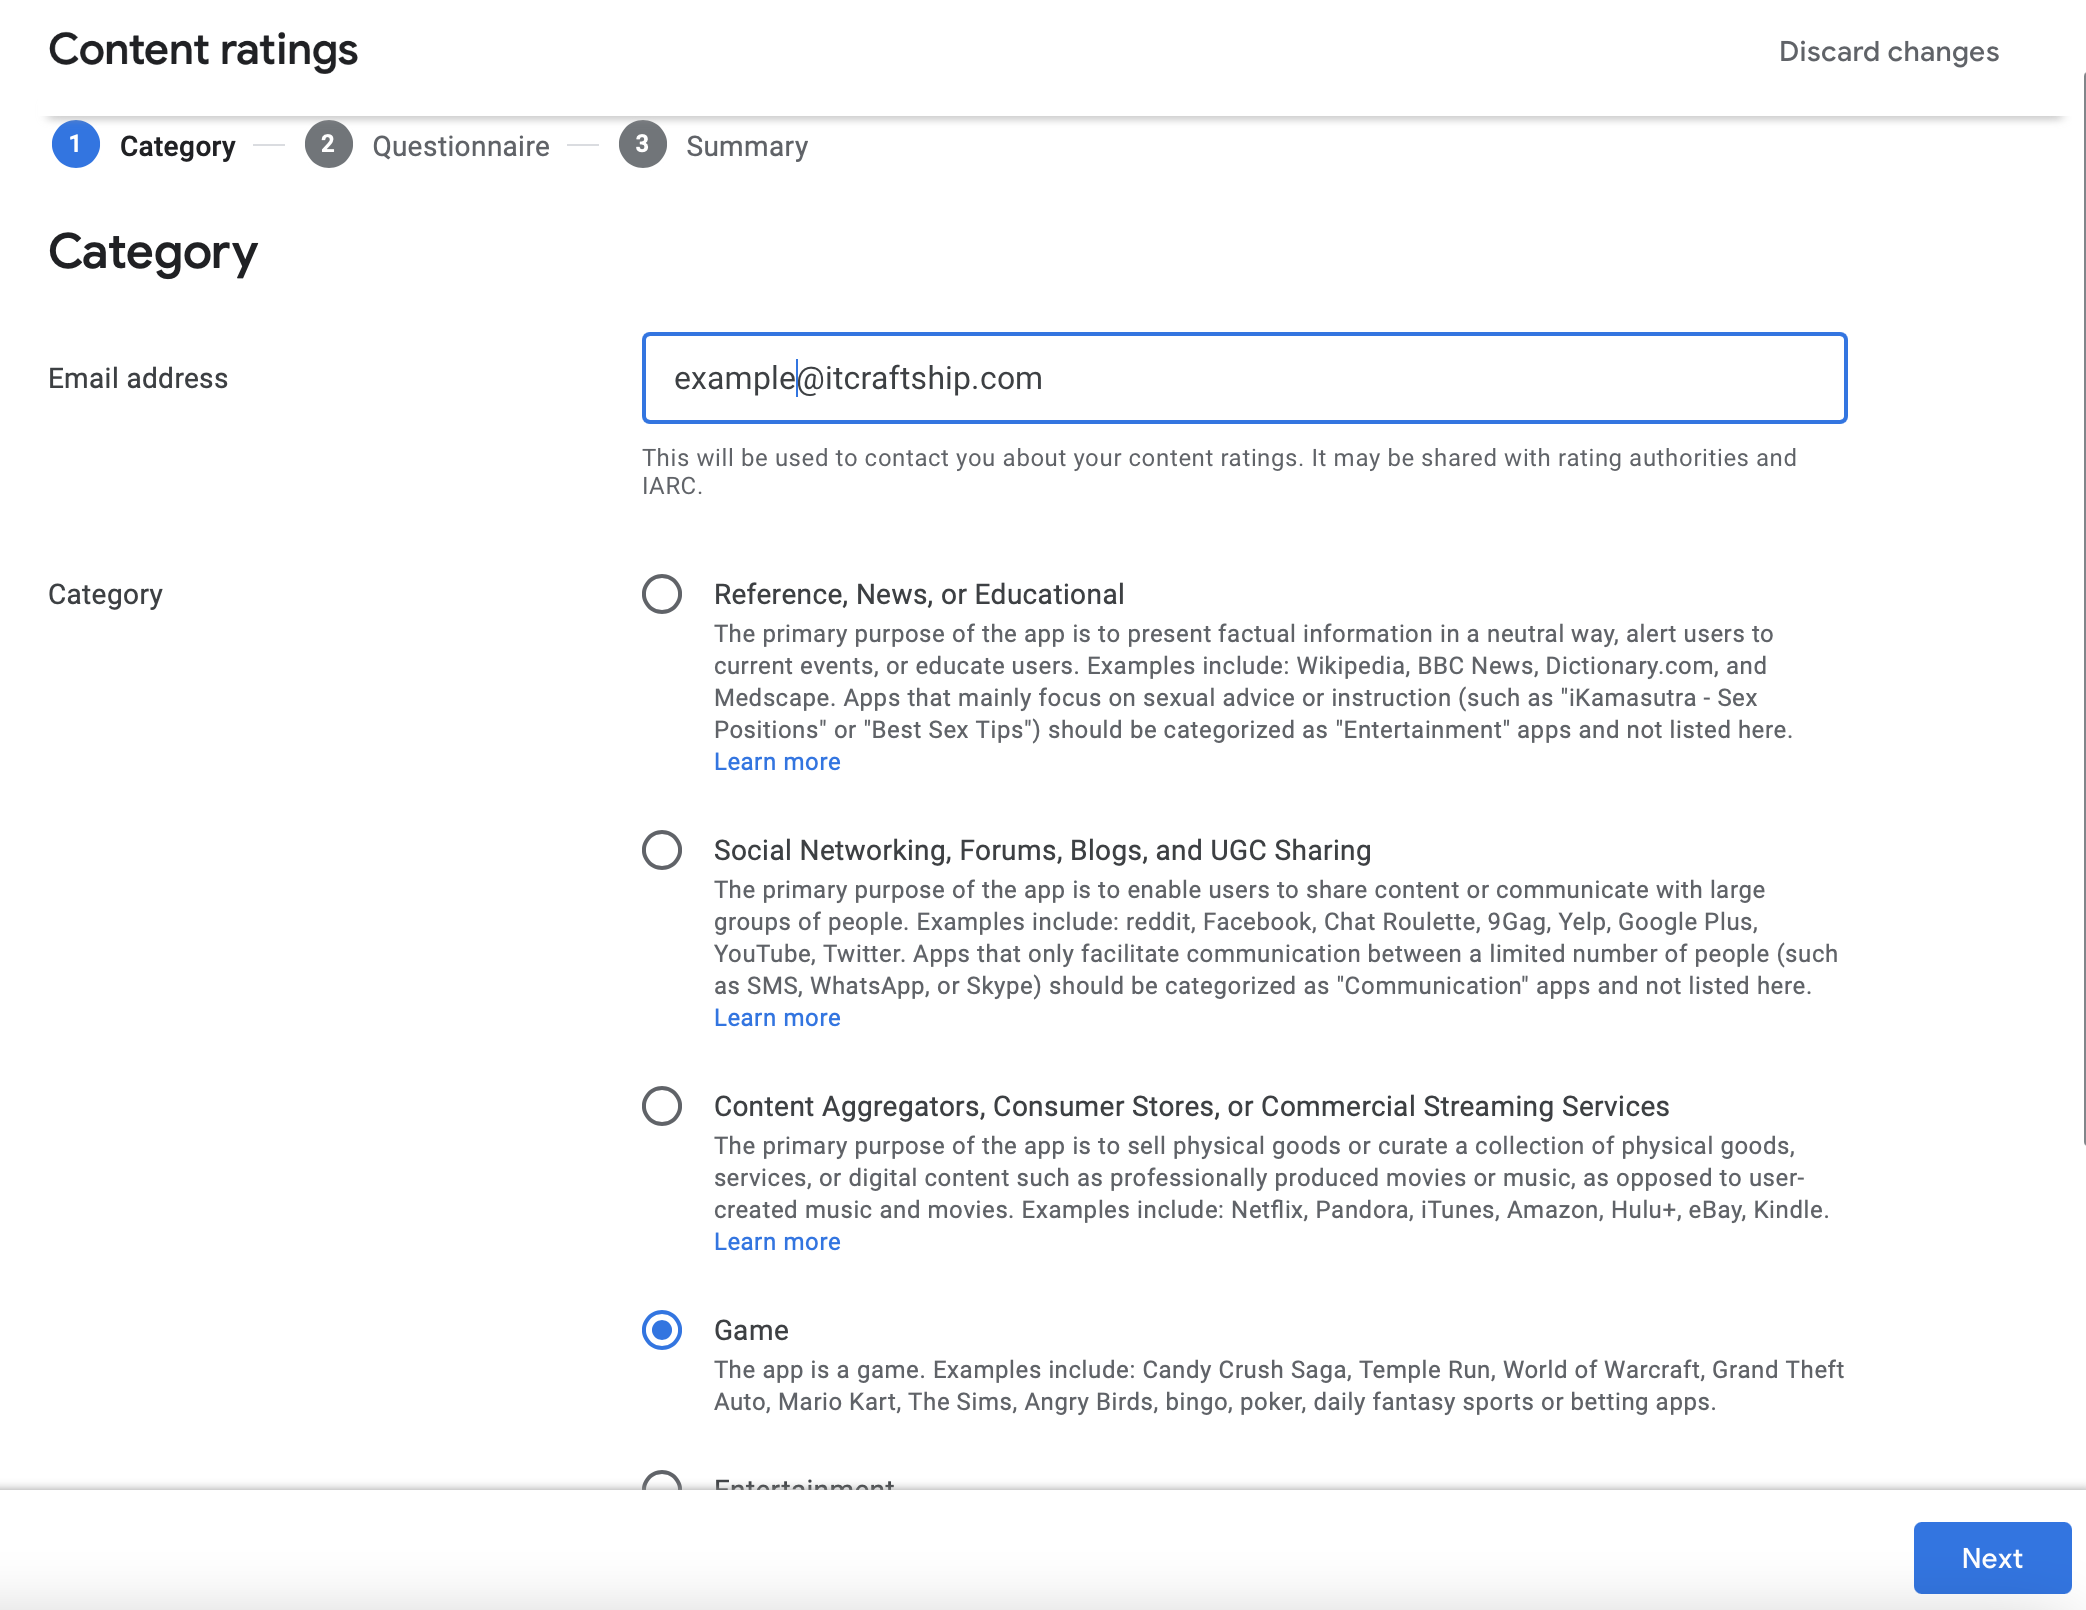 Content ratings
Discard changes
1 Category
2 Questionnaire
3 Summary
Category
Email address
example@itcraftship.com
This will be used to contact you about your content ratings. It may be shared with rating authorities and
IARC.
Category
Reference, News, or Educational
The primary purpose of the app is to present factual information in a neutral way, alert users to
current events, or educate users. Examples include: Wikipedia, BBC News, Dictionary.com, and
Medscape. Apps that mainly focus on sexual advice or instruction (such as "iKamasutra - Sex
Positions" or "Best Sex Tips") should be categorized as "Entertainment" apps and not listed here.
Learn more
Social Networking, Forums, Blogs, and UGC Sharing
The primary purpose of the app is to enable users to share content or communicate with large
groups of people. Examples include: reddit, Facebook, Chat Roulette, 9Gag, Yelp, Google Plus,
YouTube, Twitter. Apps that only facilitate communication between a limited number of people (such
as SMS, WhatsApp, or Skype) should be categorized as "Communication" apps and not listed here.
Learn more
Content Aggregators, Consumer Stores, or Commercial Streaming Services
The primary purpose of the app is to sell physical goods or curate a collection of physical goods,
services, or digital content such as professionally produced movies or music, as opposed to user-
created music and movies. Examples include: Netflix, Pandora, iTunes, Amazon, Hulu+, eBay, Kindle.
Learn more
Game
The app is a game. Examples include: Candy Crush Saga, Temple Run, World of Warcraft, Grand Theft
Auto, Mario Kart, The Sims, Angry Birds, bingo, poker, daily fantasy sports or betting apps.
Entertainment
Next